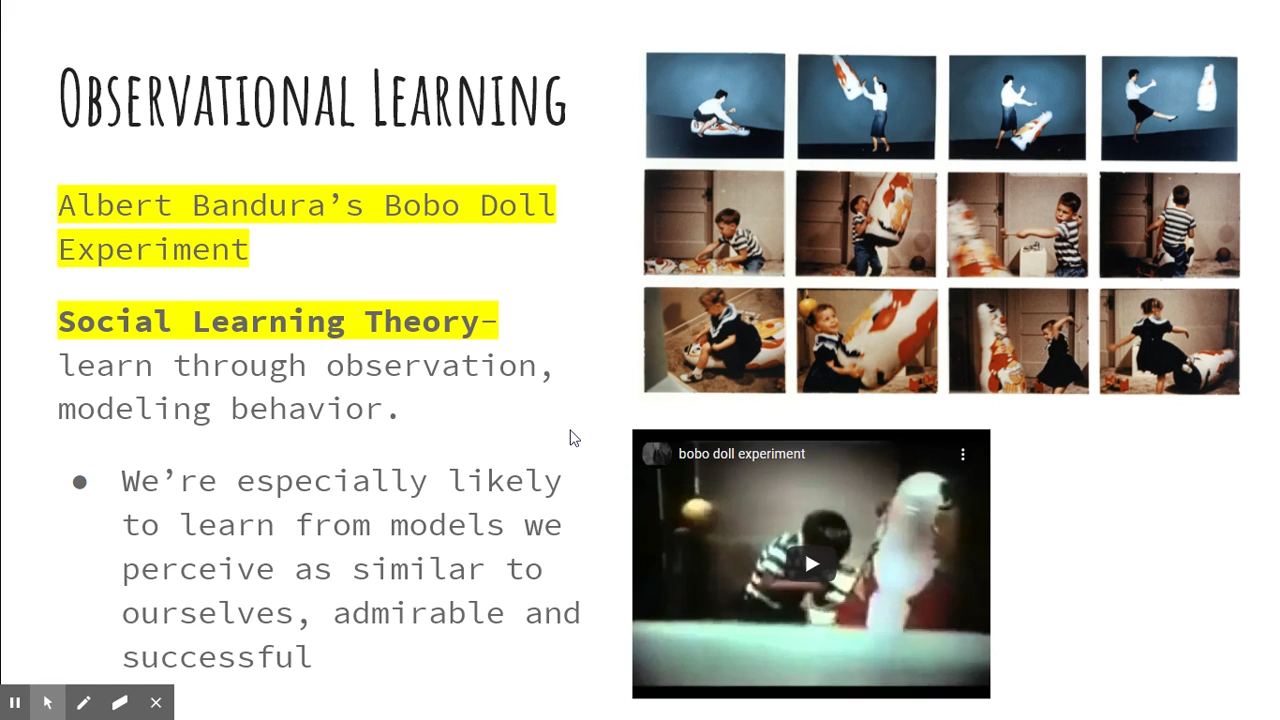 Observational Learning
Albert Bandura’s Bobo Doll
Experiment
Social Learning Theory–
learn through observation,
modeling behavior.
● We’re especially likely
to learn from models we
perceive as similar to
ourselves, admirable and
successful
bobo doll experiment